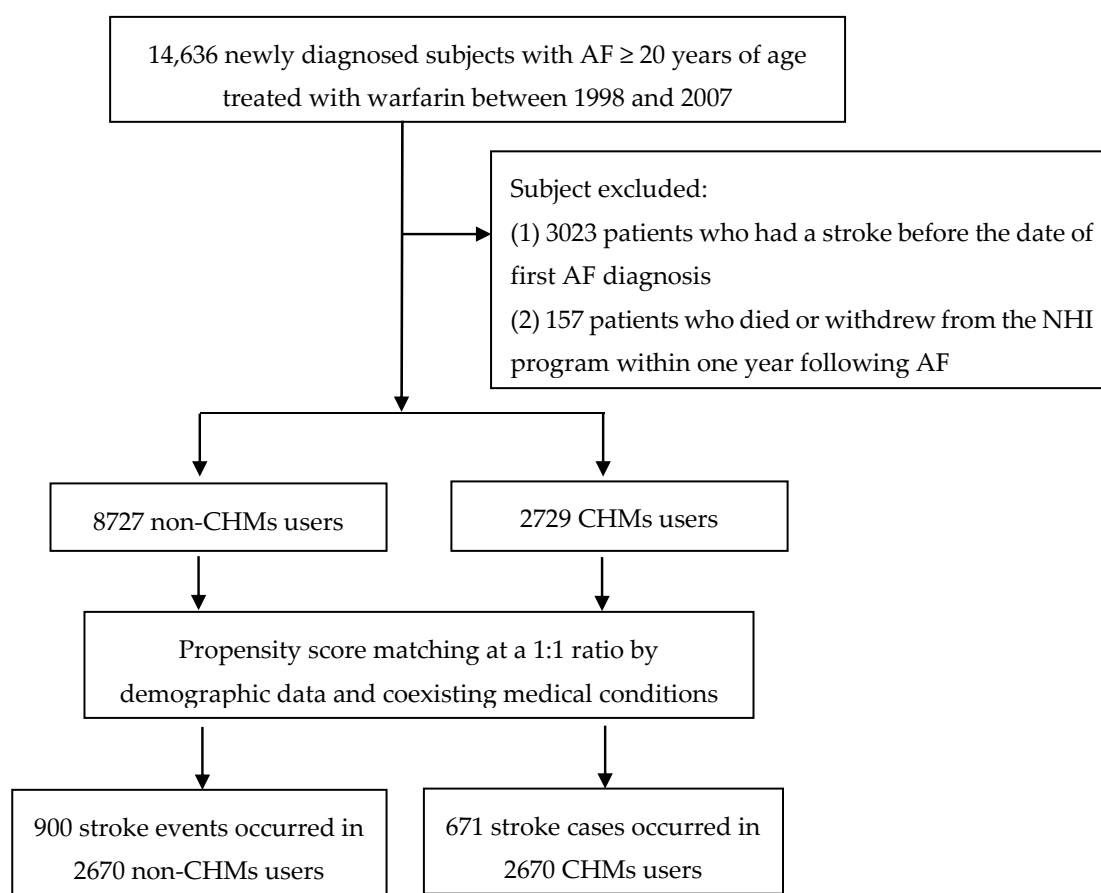 14,636 newly diagnosed subjects with AF ≥ 20 years of age
treated with warfarin between 1998 and 2007
Subject excluded:
(1) 3023 patients who had a stroke before the date of
first AF diagnosis
(2) 157 patients who died or withdrew from the NHI
program within one year following AF
8727 non-CHMs users
2729 CHMs users
Propensity score matching at a 1:1 ratio by
demographic data and coexisting medical conditions
900 stroke events occurred in
2670 non-CHMs users
671 stroke cases occurred in
2670 CHMs users